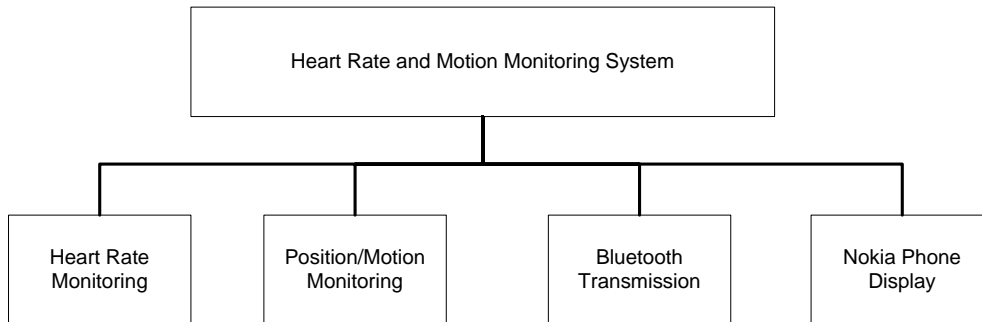 Heart Rate and Motion Monitoring System
Heart Rate
Monitoring
Position/Motion
Monitoring
Bluetooth
Transmission
Nokia Phone
Display